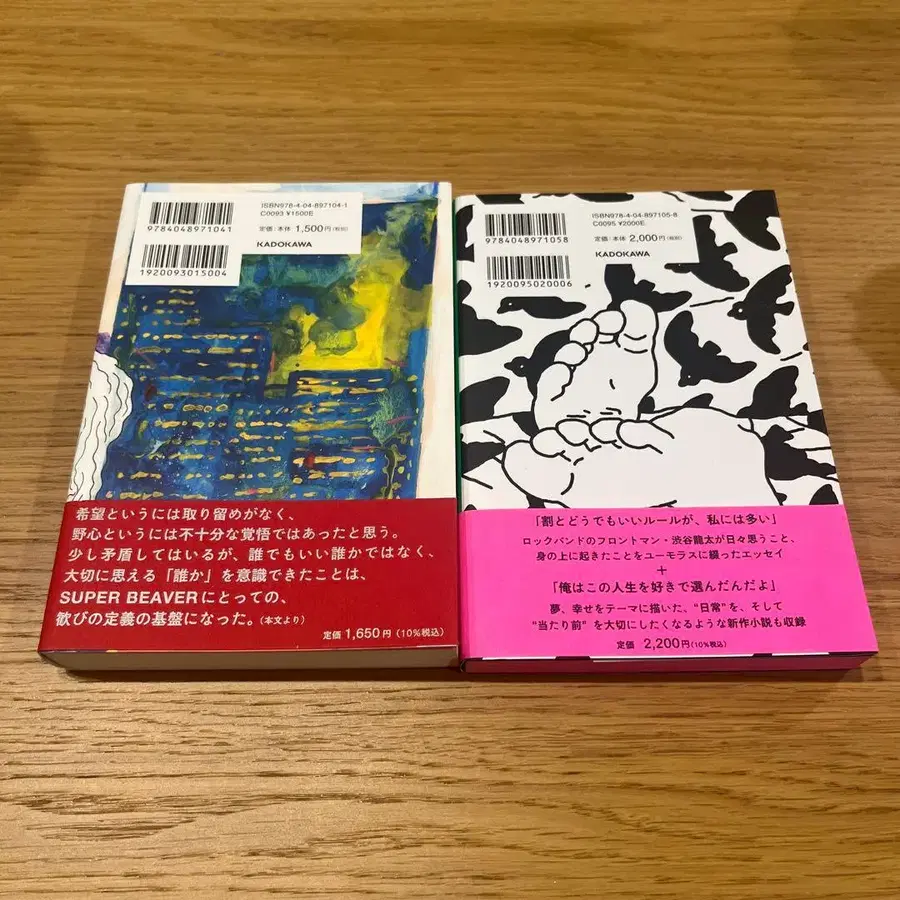 ISBN978-4-04-897104-1
C0093 ¥1500E
定価：本体 1,500円（税別）
KADOKAWA
9784048971041
1920093015004
希望というには取り留めがなく、
野心というには不十分な覚悟ではあったと思う。
少し矛盾してはいるが、誰でもいい誰かではなく、
大切に思える「誰か」を意識できたことは、
SUPER BEAVERにとっての、
歓びの定義の基盤になった。（本文より）
定価 1,650円（10％税込）
ISBN978-4-04-897105-8
C0095 ¥2000E
定価：本体 2,000円（税別）
KADOKAWA
9784048971058
1920095020006
「割とどうでもいいルールが、私には多い」
ロックバンドのフロントマン・渋谷龍太が日々思うこと、
身の上に起きたことをユーモラスに綴ったエッセイ
＋
「俺はこの人生を好きで選んだんだよ」
夢、幸せをテーマに描いた、“日常”を、そして
“当たり前”を大切にしたくなるような新作小説も収録
定価 2,200円（10％税込）